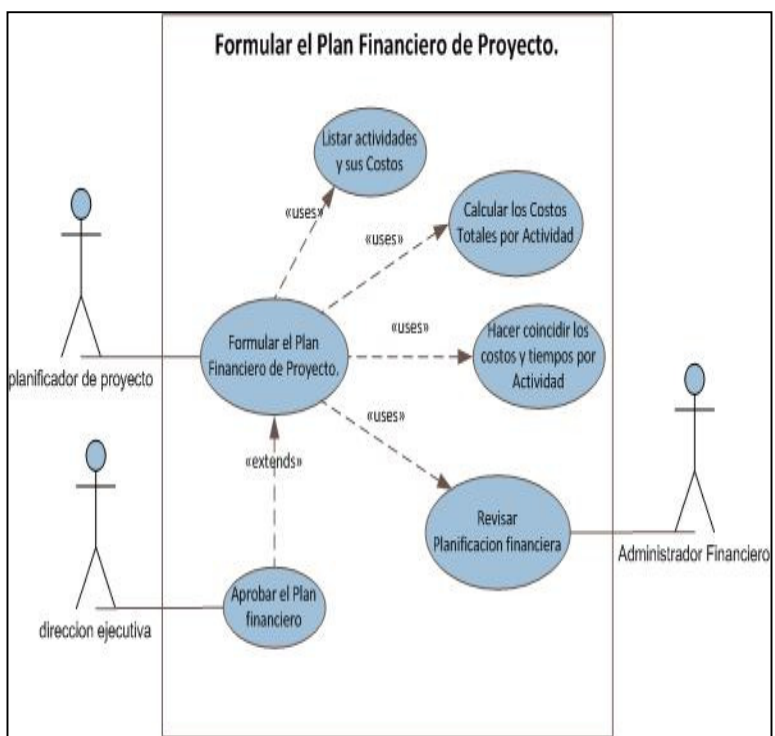 Formular el Plan Financiero de Proyecto.
Listar actividades
y sus Costos
«uses»
Calcular los Costos
Totales por Actividad
«uses»
Formular el Plan
Financiero de Proyecto.
«uses»
Hacer coincidir los
costos y tiempos por
Actividad
planificador de proyecto
«uses»
«extends»
Revisar
Planificacion financiera
Administrador Financiero
Aprobar el Plan
financiero
direccion ejecutiva